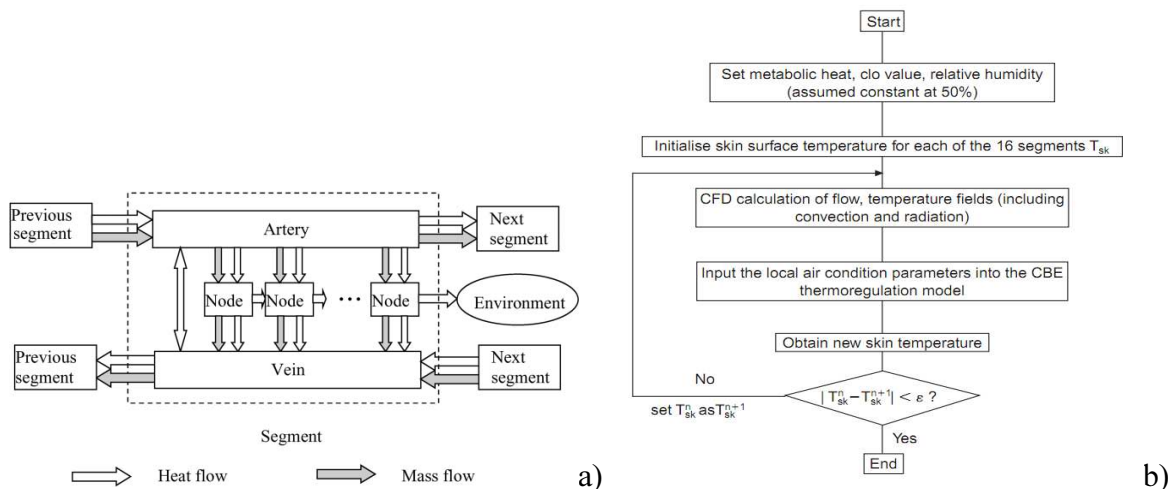 Previous
segment
Artery
Next
segment
Node
Node
...
Node
Environment
Previous
segment
Vein
Next
segment
Segment
Heat flow
Mass flow
a)
Start
Set metabolic heat, clo value, relative humidity
(assumed constant at 50%)
Initialise skin surface temperature for each of the 16 segments T_sk
CFD calculation of flow, temperature fields (including
convection and radiation)
Input the local air condition parameters into the CBE
thermoregulation model
Obtain new skin temperature
No
| T_sk^n − T_sk^n+1 | < ε ?
set T_sk^n as T_sk^n+1
Yes
End
b)